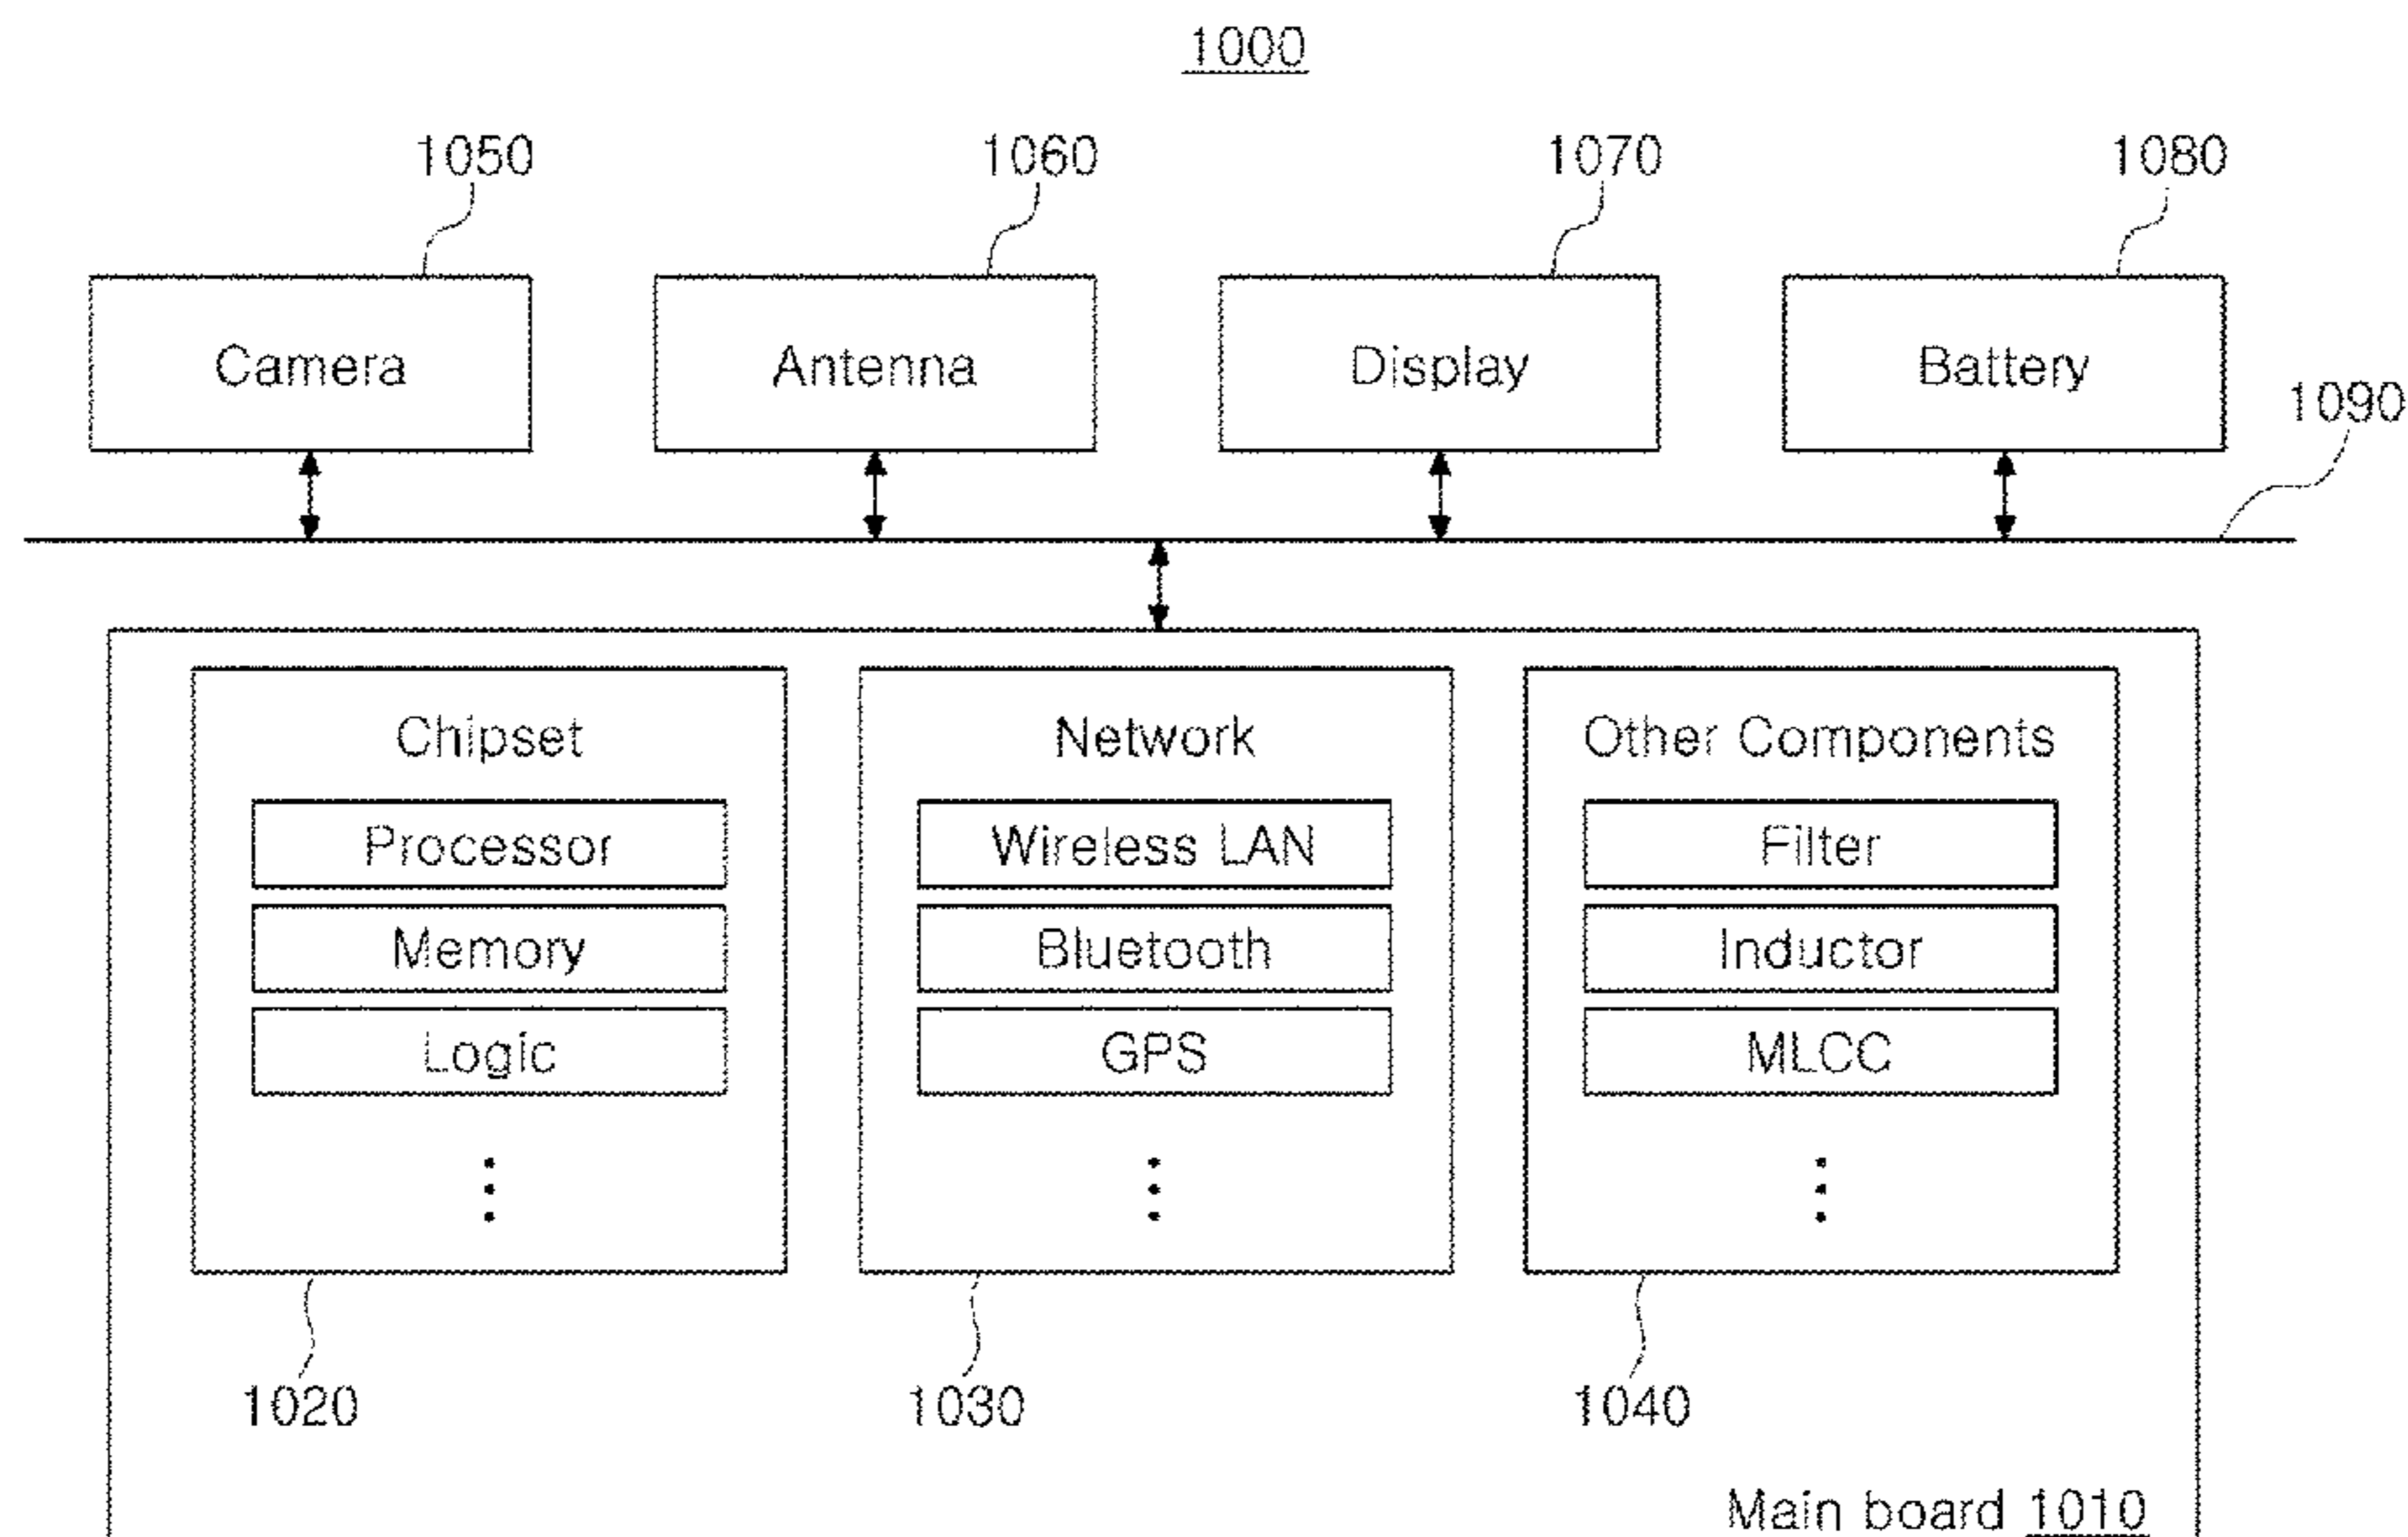 1000
1050 1060 1070 1080
Camera Antenna Display Battery
1090
Chipset Network Other Components
Processor Wireless LAN Filter
Memory Bluetooth Inductor
Logic GPS MLCC
1020 1030 1040
Main board 1010